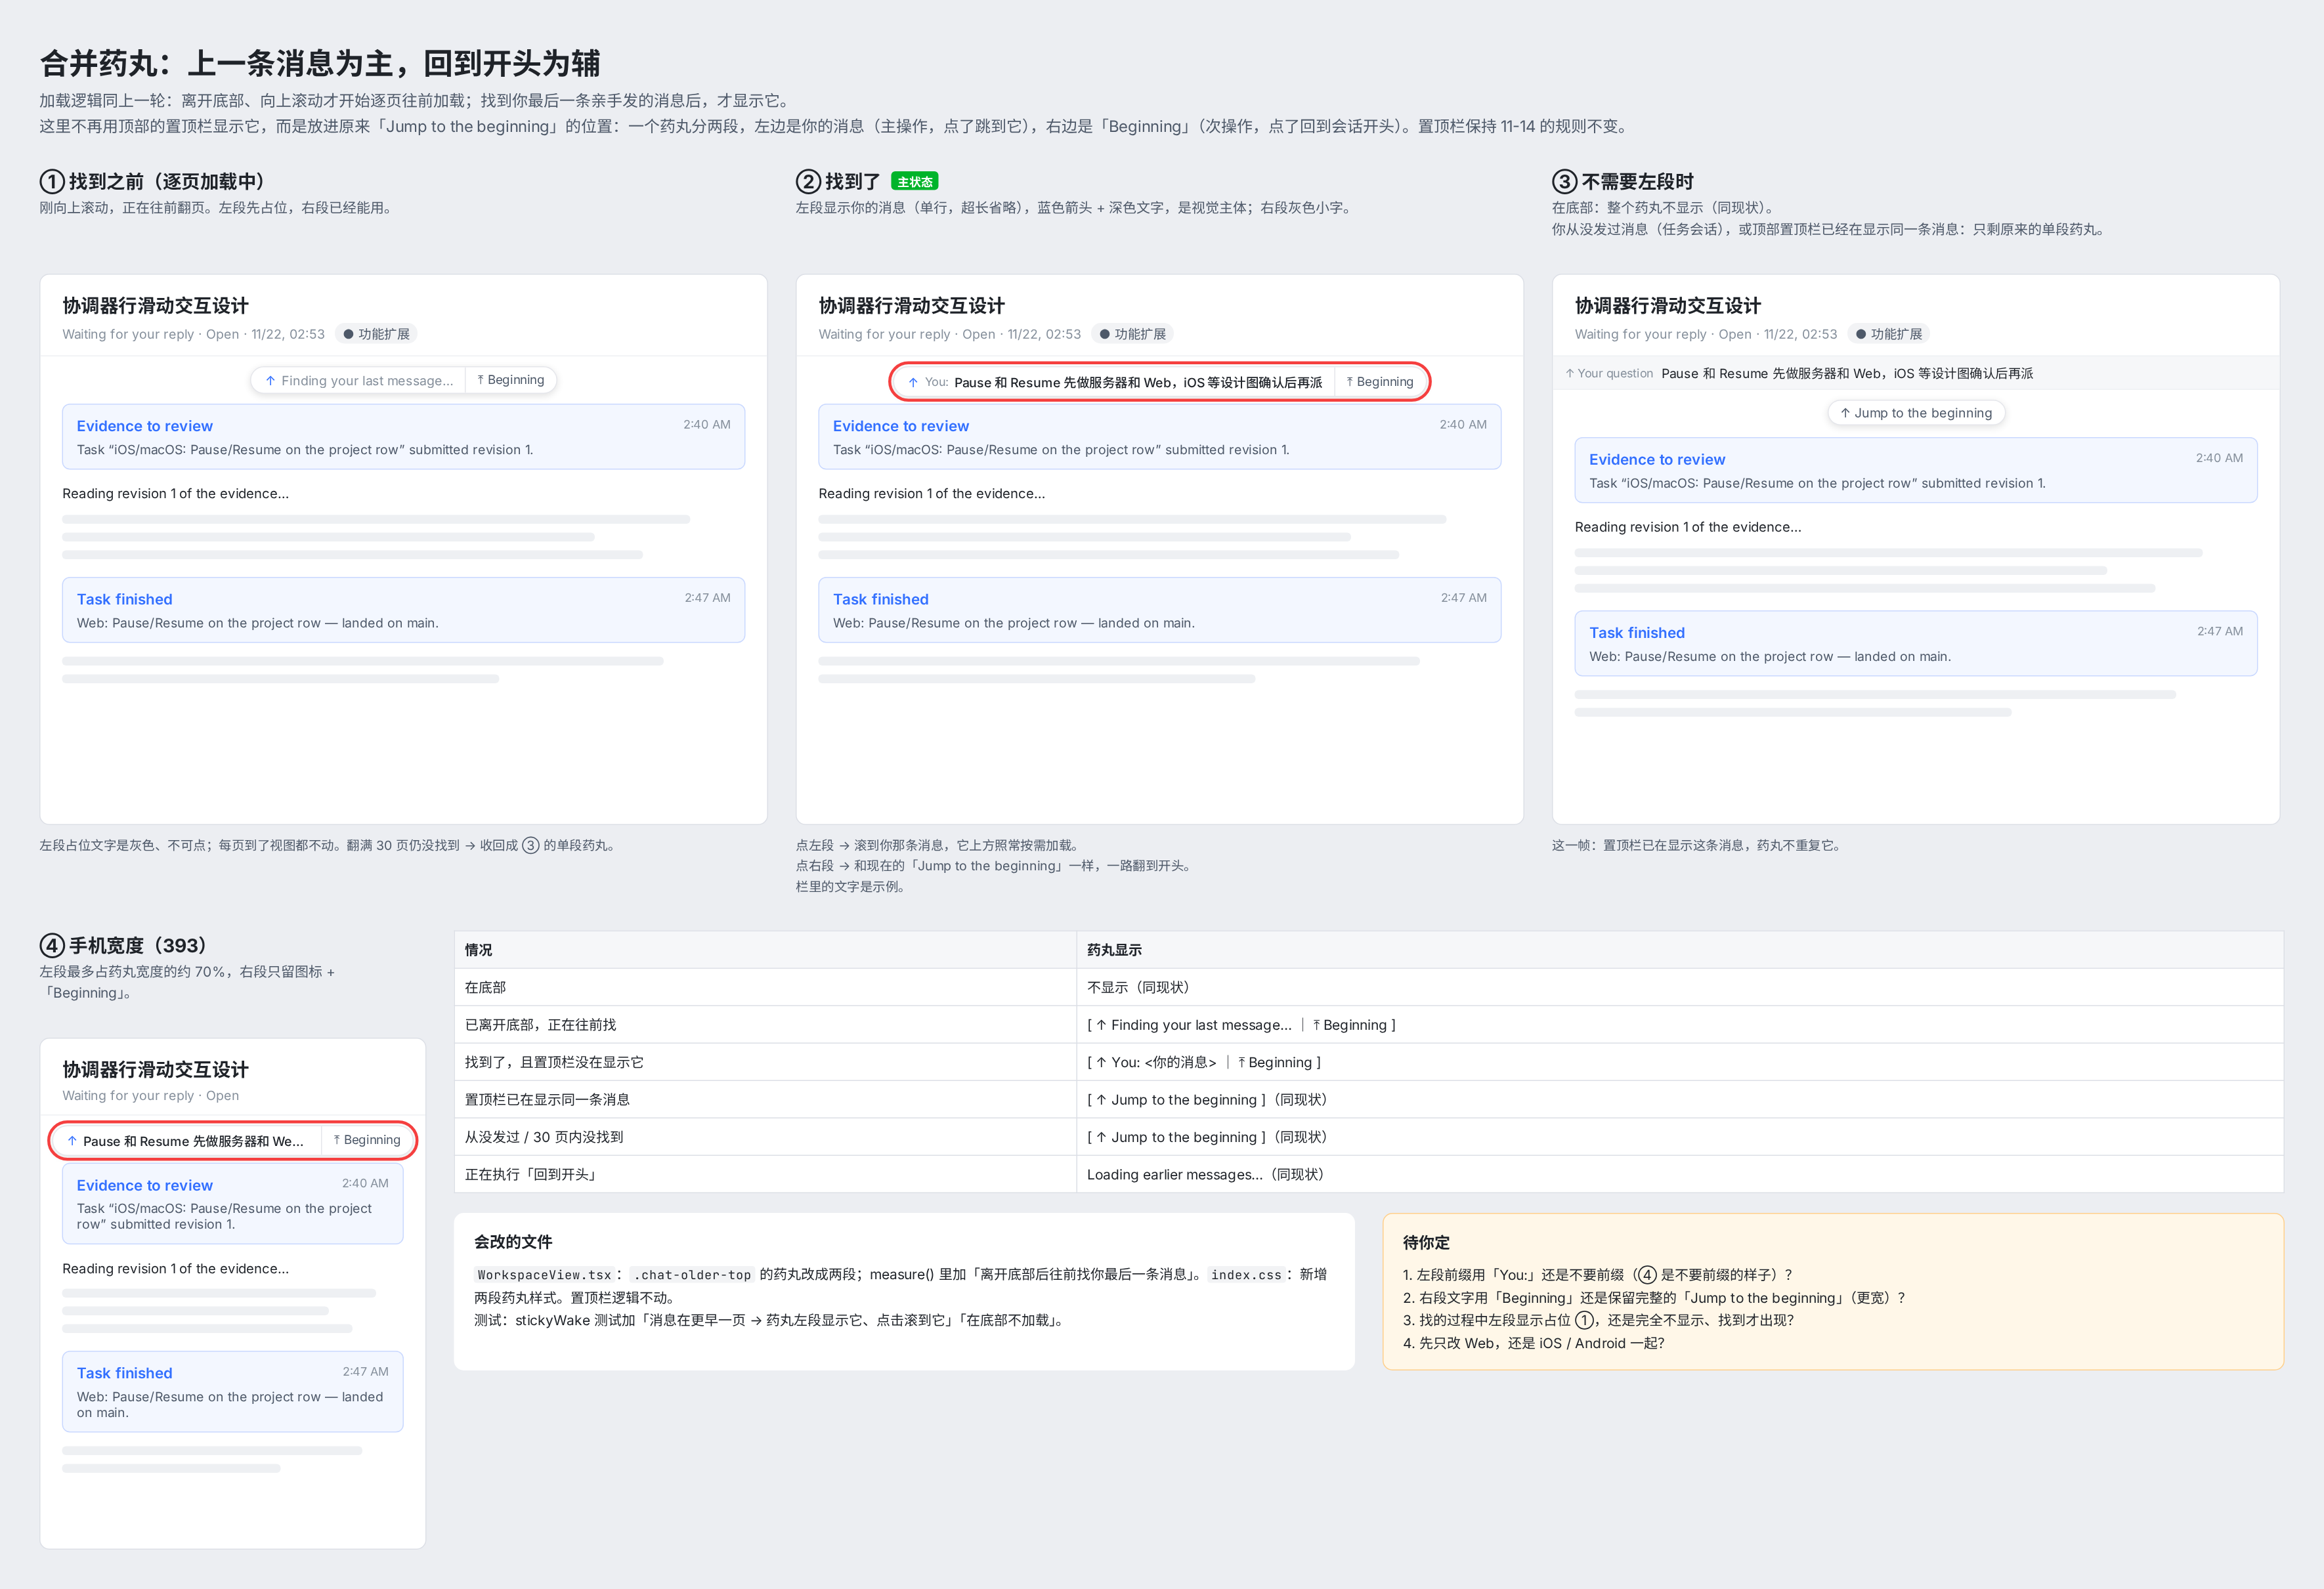 合并药丸：上一条消息为主，回到开头为辅
加载逻辑同上一轮：离开底部、向上滚动才开始逐页往前加载；找到你最后一条亲手发的消息后，才显示它。
这里不再用顶部的置顶栏显示它，而是放进原来「Jump to the beginning」的位置：一个药丸分两段，左边是你的消息（主操作，点了跳到它），右边是「Beginning」（次操作，点了回到会话开头）。置顶栏保持 11-14 的规则不变。
① 找到之前（逐页加载中）
刚向上滚动，正在往前翻页。左段先占位，右段已经能用。
协调器行滑动交互设计
Waiting for your reply · Open · 11/22, 02:53 ● 功能扩展
↑ Finding your last message… ⤒ Beginning
Evidence to review 2:40 AM
Task “iOS/macOS: Pause/Resume on the project row” submitted revision 1.
Reading revision 1 of the evidence…
Task finished 2:47 AM
Web: Pause/Resume on the project row — landed on main.
左段占位文字是灰色、不可点；每页到了视图都不动。翻满 30 页仍没找到 → 收回成 ③ 的单段药丸。
② 找到了 主状态
左段显示你的消息（单行，超长省略），蓝色箭头 + 深色文字，是视觉主体；右段灰色小字。
协调器行滑动交互设计
Waiting for your reply · Open · 11/22, 02:53 ● 功能扩展
↑ You: Pause 和 Resume 先做服务器和 Web，iOS 等设计图确认后再派 ⤒ Beginning
Evidence to review 2:40 AM
Task “iOS/macOS: Pause/Resume on the project row” submitted revision 1.
Reading revision 1 of the evidence…
Task finished 2:47 AM
Web: Pause/Resume on the project row — landed on main.
点左段 → 滚到你那条消息，它上方照常按需加载。
点右段 → 和现在的「Jump to the beginning」一样，一路翻到开头。
栏里的文字是示例。
③ 不需要左段时
在底部：整个药丸不显示（同现状）。
你从没发过消息（任务会话），或顶部置顶栏已经在显示同一条消息：只剩原来的单段药丸。
协调器行滑动交互设计
Waiting for your reply · Open · 11/22, 02:53 ● 功能扩展
↑ Your question Pause 和 Resume 先做服务器和 Web，iOS 等设计图确认后再派
↑ Jump to the beginning
Evidence to review 2:40 AM
Task “iOS/macOS: Pause/Resume on the project row” submitted revision 1.
Reading revision 1 of the evidence…
Task finished 2:47 AM
Web: Pause/Resume on the project row — landed on main.
这一帧：置顶栏已在显示这条消息，药丸不重复它。
④ 手机宽度（393）
左段最多占药丸宽度的约 70%，右段只留图标 +
「Beginning」。
协调器行滑动交互设计
Waiting for your reply · Open
↑ Pause 和 Resume 先做服务器和 We… ⤒ Beginning
Evidence to review 2:40 AM
Task “iOS/macOS: Pause/Resume on the project
row” submitted revision 1.
Reading revision 1 of the evidence…
Task finished 2:47 AM
Web: Pause/Resume on the project row — landed
on main.
情况 药丸显示
在底部 不显示（同现状）
已离开底部，正在往前找 [ ↑ Finding your last message… ｜ ⤒ Beginning ]
找到了，且置顶栏没在显示它 [ ↑ You: <你的消息> ｜ ⤒ Beginning ]
置顶栏已在显示同一条消息 [ ↑ Jump to the beginning ]（同现状）
从没发过 / 30 页内没找到 [ ↑ Jump to the beginning ]（同现状）
正在执行「回到开头」 Loading earlier messages…（同现状）
会改的文件
WorkspaceView.tsx：.chat-older-top 的药丸改成两段；measure() 里加「离开底部后往前找你最后一条消息」。index.css：新增
两段药丸样式。置顶栏逻辑不动。
测试：stickyWake 测试加「消息在更早一页 → 药丸左段显示它、点击滚到它」「在底部不加载」。
待你定
1. 左段前缀用「You:」还是不要前缀（④ 是不要前缀的样子）？
2. 右段文字用「Beginning」还是保留完整的「Jump to the beginning」（更宽）？
3. 找的过程中左段显示占位 ①，还是完全不显示、找到才出现？
4. 先只改 Web，还是 iOS / Android 一起？